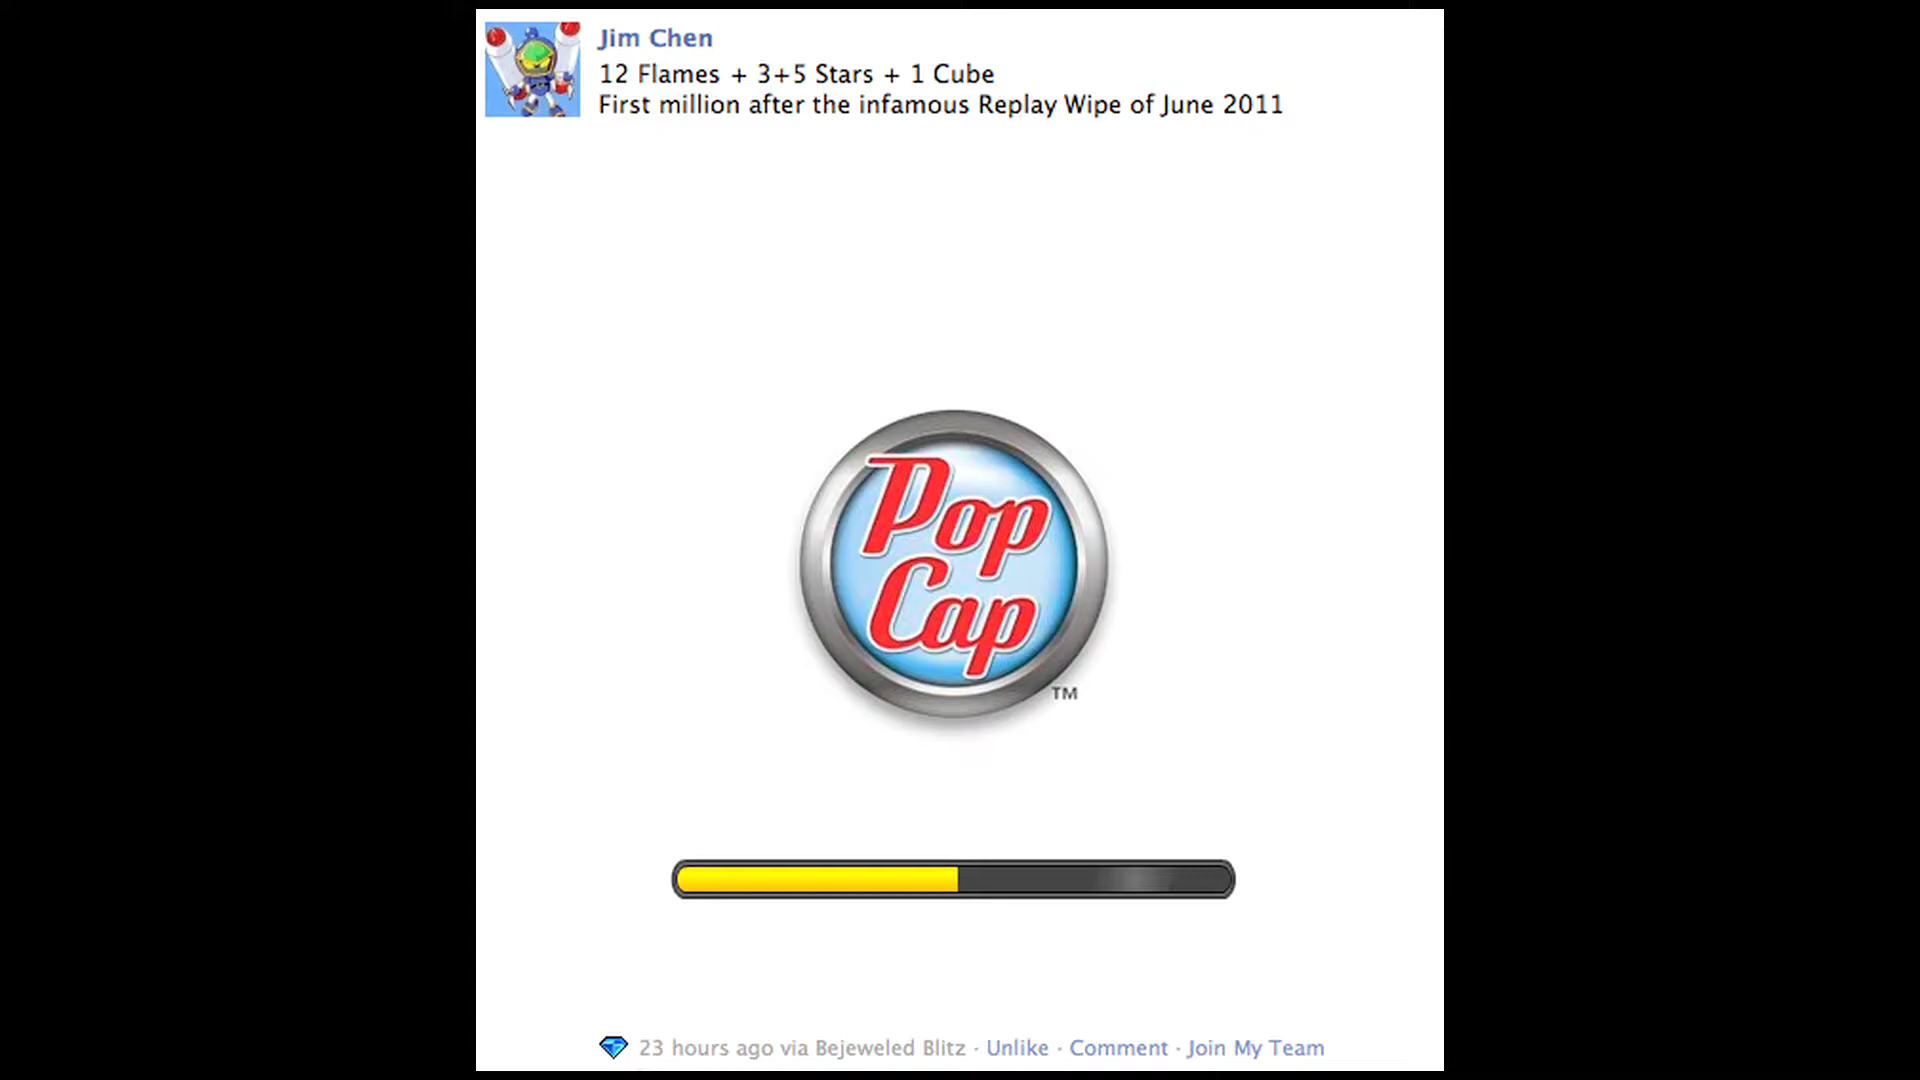 Jim Chen
12 Flames + 3+5 Stars + 1 Cube
First million after the infamous Replay Wipe of June 2011
Pop
Cap
TM
23 hours ago via Bejeweled Blitz · Unlike · Comment · Join My Team